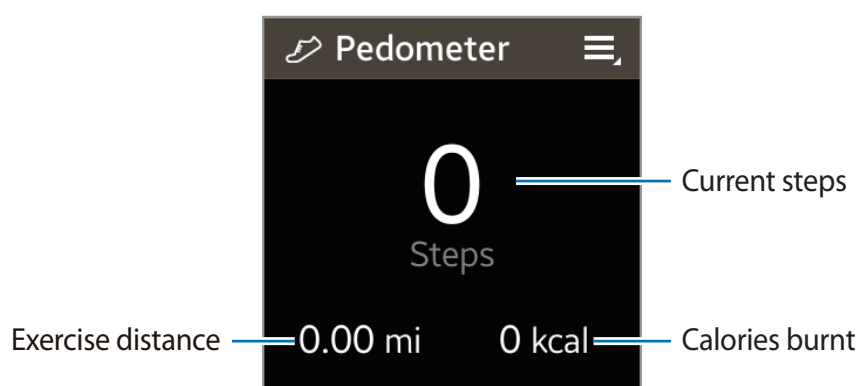 Pedometer
0
Current steps
Steps
Exercise distance
0.00 mi
0 kcal
Calories burnt